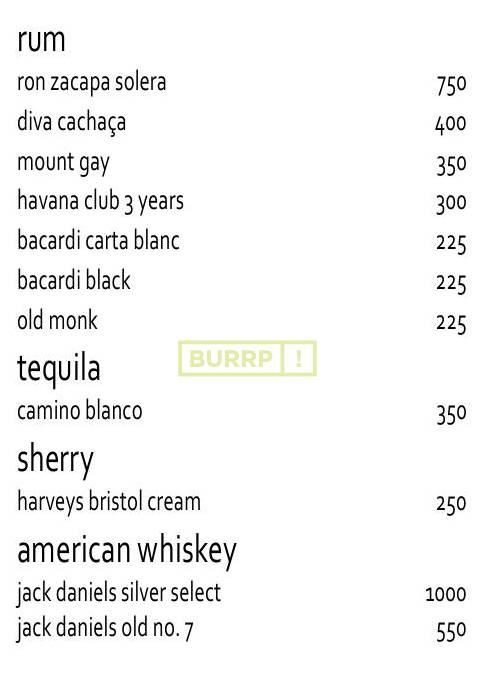 rum
ron zacapa solera 750
diva cachaça 400
mount gay 350
havana club 3 years 300
bacardi carta blanc 225
bacardi black 225
old monk 225
BURRP !
tequila
camino blanco 350
sherry
harveys bristol cream 250
american whiskey
jack daniels silver select 1000
jack daniels old no. 7 550